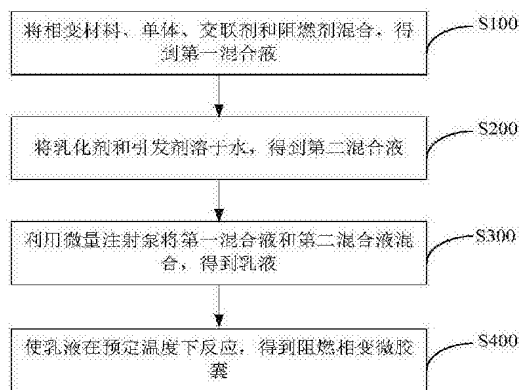 将相变材料、单体、交联剂和阻燃剂混合，得
到第一混合液
S100
将乳化剂和引发剂溶于水，得到第二混合液
S200
利用微量注射泵将第一混合液和第二混合液混
合，得到乳液
S300
使乳液在预定温度下反应，得到阻燃相变微胶
囊
S400